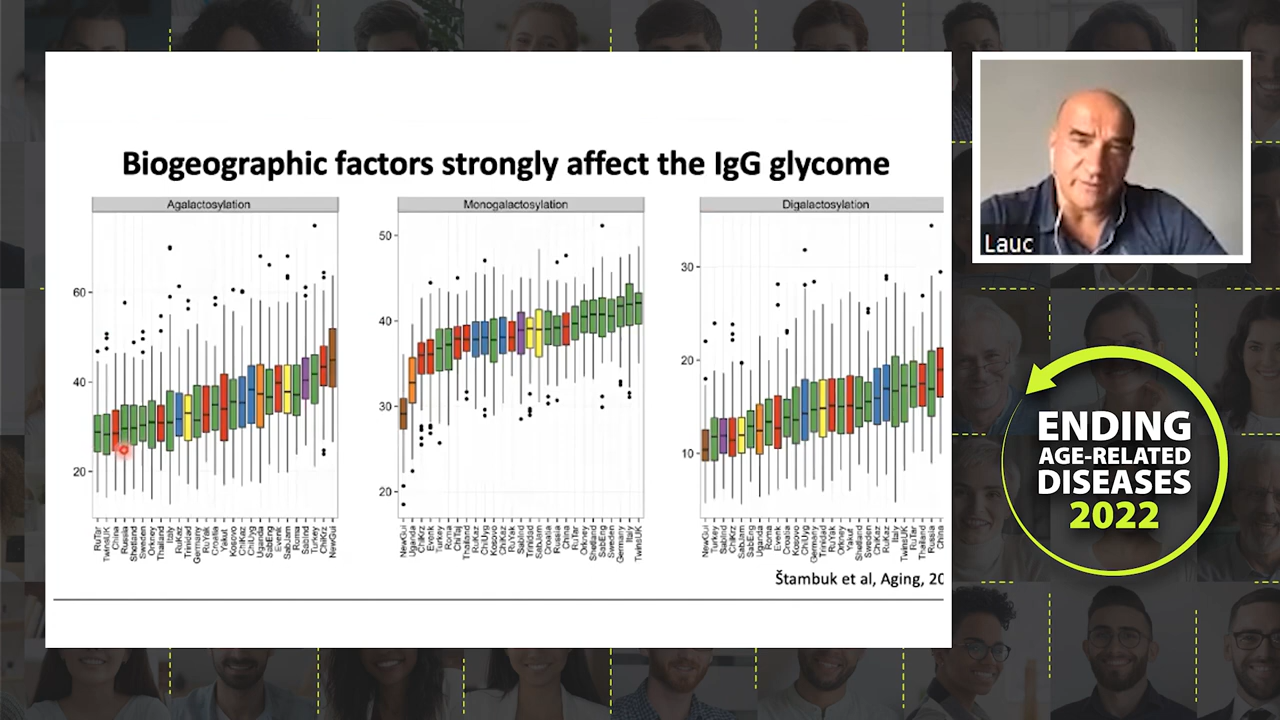 Biogeographic factors strongly affect the IgG glycome
Agalactosylation
60
40
20
RuTar TwinsUK China Russia Shetland Sweden Orkney Thailand Italy RuKaz Trinidad Germany RuYak Croatia Yakut Kosovo ChiKaz ChiUyg Uganda SabEng Evenk SabJam Roma SabInd Turkey ChiKrz NewGui
Monogalactosylation
50
40
30
20
NewGui Uganda ChiKrz Evenk Turkey Roma ChiTaj Thailand ChiKaz ChiUyg Kosovo ChiKaz RuYak SabInd Trinidad SabJam Croatia Russia China RuTar Orkney Shetland SabEng Sweden Germany Italy TwinsUK
Digalactosylation
30
20
10
NewGui Turkey SabInd ChiKrz SabJam SabEng Uganda Roma Evenk Croatia Kosovo ChiUyg Germany Trinidad RuYak Orkney Yakut Shetland Sweden ChiKaz RuKaz Italy TwinsUK RuTar Thailand Russia China
Štambuk et al, Aging, 20
Lauc
ENDING
AGE-RELATED
DISEASES
2022